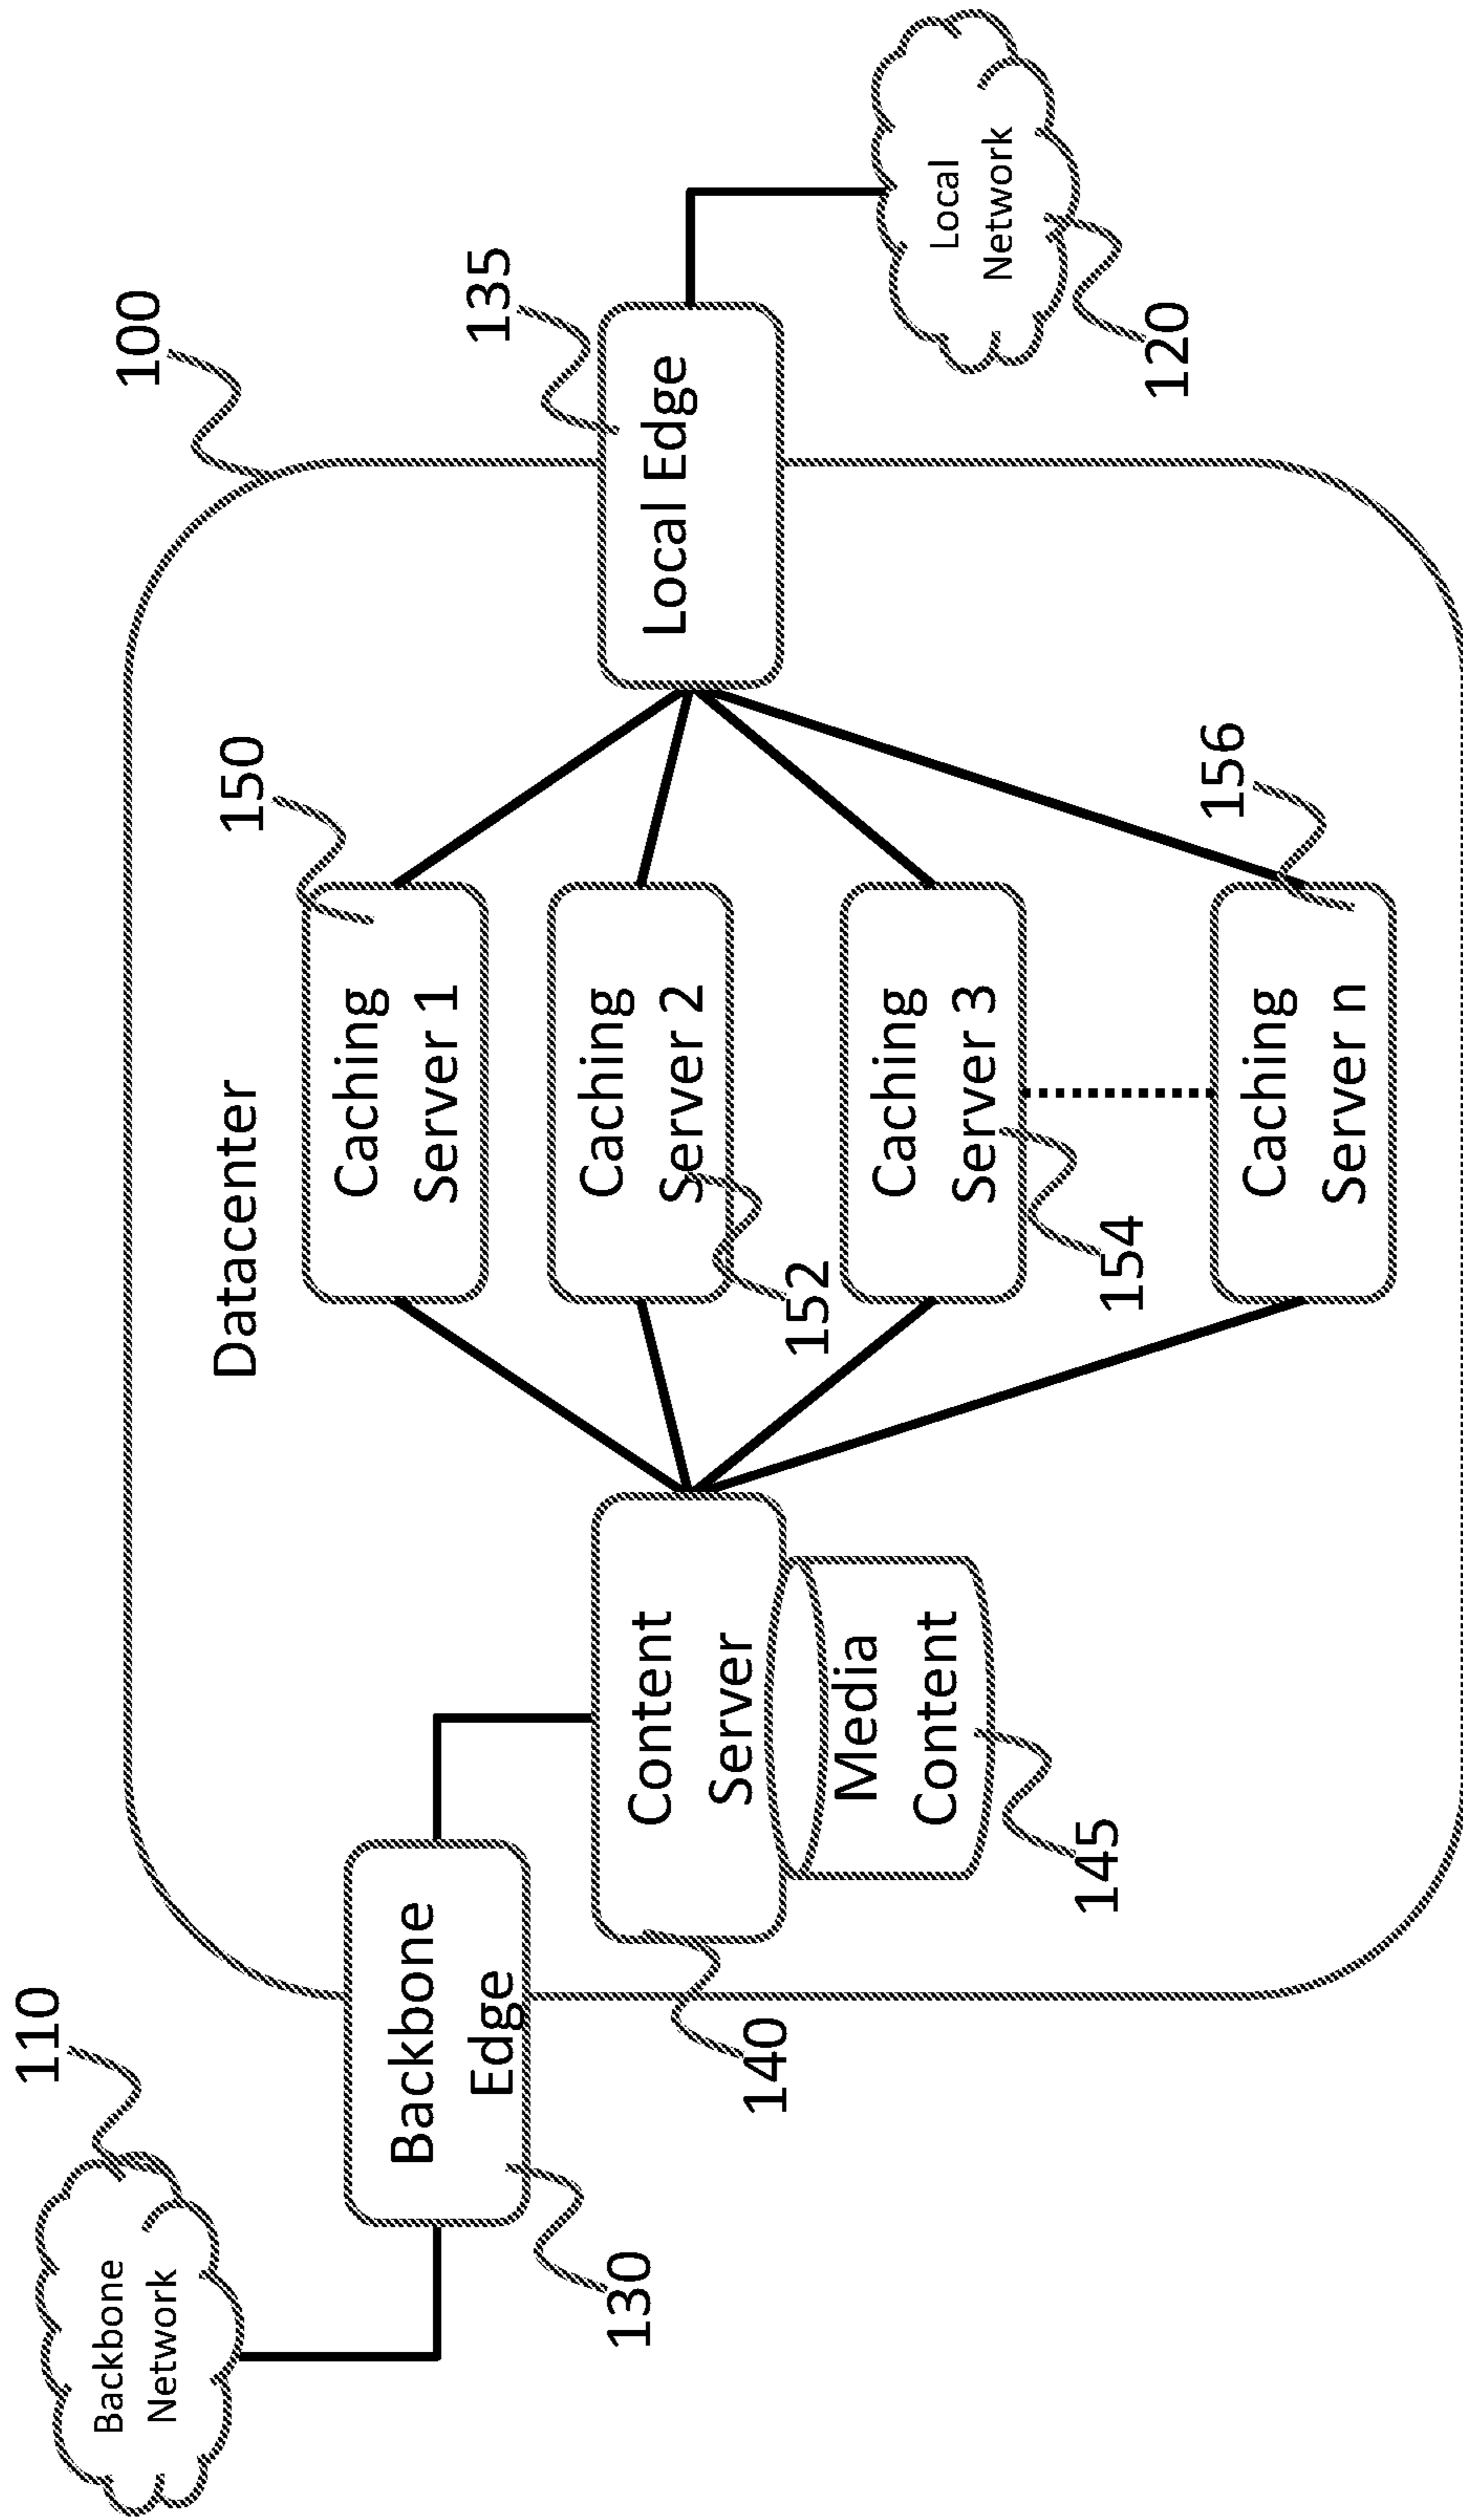 110
100
Backbone
Network
Datacenter
135
Backbone
Edge
150
Caching
Server 1
130
Content
Server
Caching
Server 2
Local Edge
140
152
Media
Content
Caching
Server 3
Local
Network
145
154
156
120
Caching
Server n